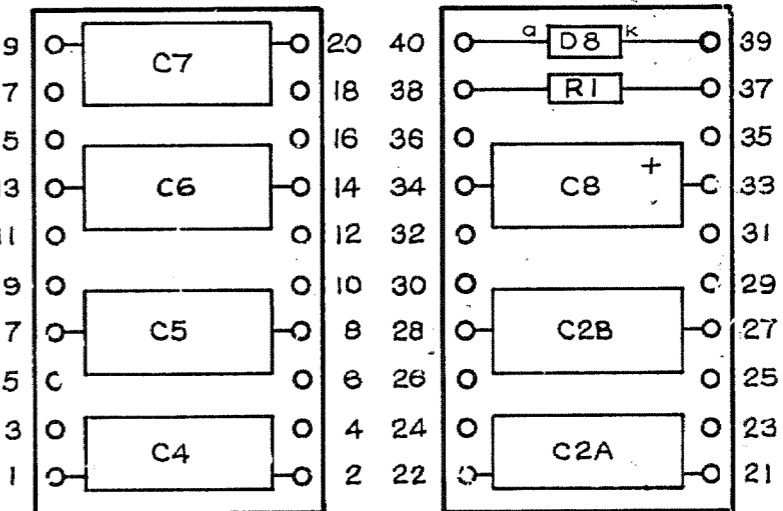 9 C7 20 40 a D8 k 39
7 18 38 R1 37
5 16 36 35
13 C6 14 34 C8 + 33
11 12 32 31
9 10 30 29
7 C5 8 28 C2B 27
5 6 26 25
3 4 24 23
1 C4 2 22 C2A 21